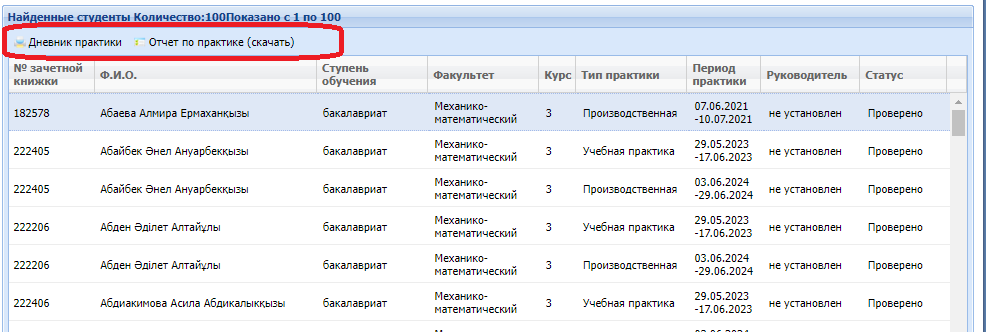 Найденные студенты Количество:100Показано с 1 по 100
Дневник практики Отчет по практике (скачать)
№ зачетной книжки Ф.И.О. Ступень обучения Факультет Курс Тип практики Период практики Руководитель Статус
182578 Абаева Алмира Ермаханқызы бакалавриат Механико-математический 3 Производственная 07.06.2021 -10.07.2021 не установлен Проверено
222405 Абайбек Әнел Ануарбекқызы бакалавриат Механико-математический 3 Учебная практика 29.05.2023 -17.06.2023 не установлен Проверено
222405 Абайбек Әнел Ануарбекқызы бакалавриат Механико-математический 3 Производственная 03.06.2024 -29.06.2024 не установлен Проверено
222206 Абден Әділет Алтайұлы бакалавриат Механико-математический 3 Учебная практика 29.05.2023 -17.06.2023 не установлен Проверено
222206 Абден Әділет Алтайұлы бакалавриат Механико-математический 3 Производственная 03.06.2024 -29.06.2024 не установлен Проверено
222406 Абдиакимова Асила Абдикалыкқызы бакалавриат Механико-математический 3 Учебная практика 29.05.2023 -17.06.2023 не установлен Проверено